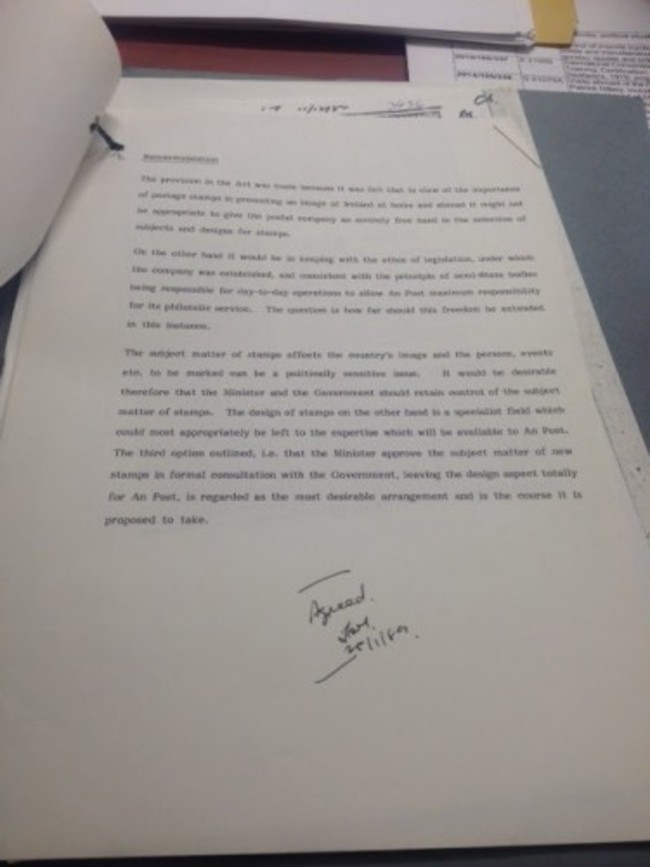 Recommendation
The provision in the Act was made because it was felt that in view of the importance
of postage stamps in presenting an image of Ireland at home and abroad it might not
be appropriate to give the postal company an entirely free hand in the selection of
subjects and designs for stamps.
On the other hand it would be in keeping with the ethos of legislation, under which
the company was established, and consistent with the principle of semi-State bodies
being responsible for day-to-day operations to allow An Post maximum responsibility
for its philatelic service. The question is how far should this freedom be extended
in this instance.
The subject matter of stamps affects the country's image and the persons, events
etc. to be marked can be a politically sensitive issue. It would be desirable
therefore that the Minister and the Government should retain control of the subject
matter of stamps. The design of stamps on the other hand is a specialist field which
could most appropriately be left to the expertise which will be available to An Post.
The third option outlined, i.e. that the Minister approve the subject matter of new
stamps in formal consultation with the Government, leaving the design aspect totally
for An Post, is regarded as the most desirable arrangement and is the course it is
proposed to take.
Agreed.